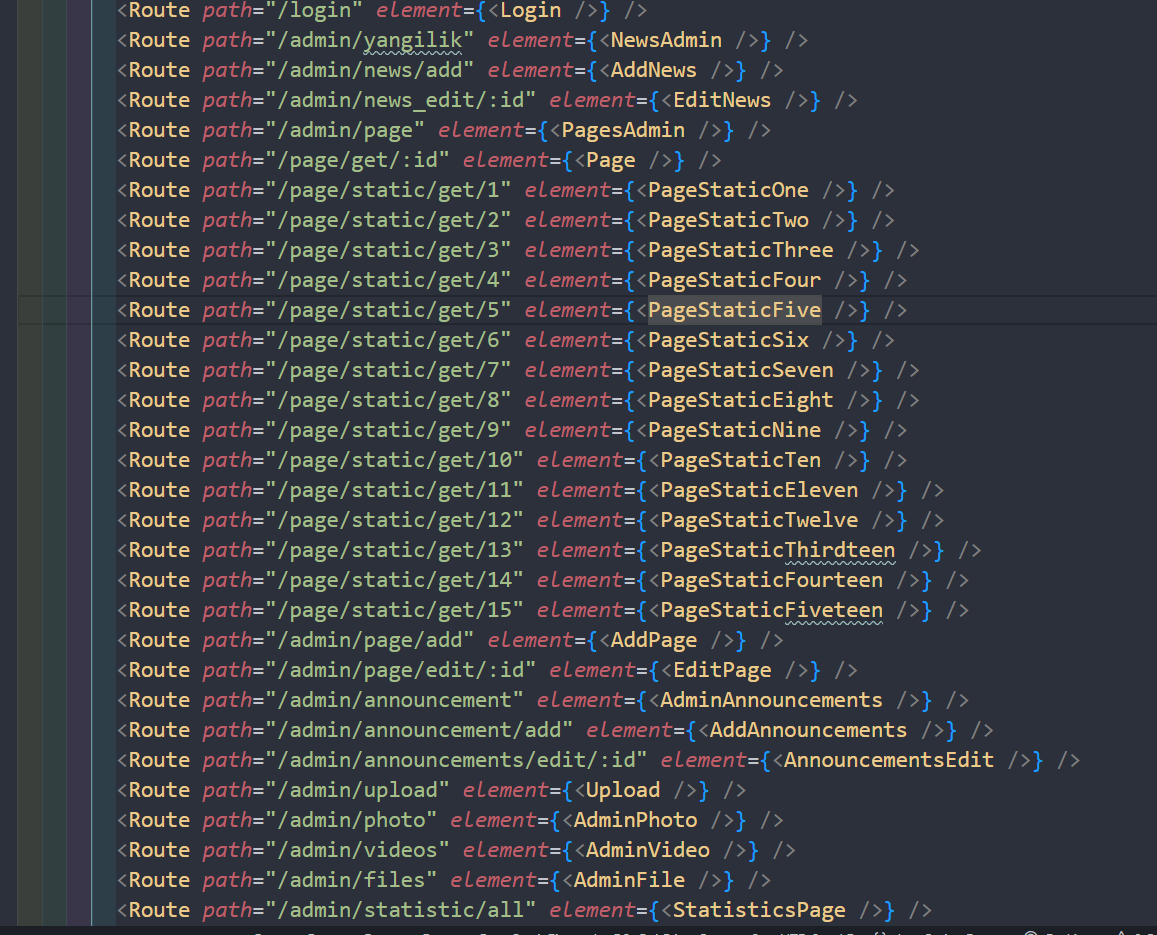 <Route path="/login" element={<Login />} />
<Route path="/admin/yangilik" element={<NewsAdmin />} />
<Route path="/admin/news/add" element={<AddNews />} />
<Route path="/admin/news_edit/:id" element={<EditNews />} />
<Route path="/admin/page" element={<PagesAdmin />} />
<Route path="/page/get/:id" element={<Page />} />
<Route path="/page/static/get/1" element={<PageStaticOne />} />
<Route path="/page/static/get/2" element={<PageStaticTwo />} />
<Route path="/page/static/get/3" element={<PageStaticThree />} />
<Route path="/page/static/get/4" element={<PageStaticFour />} />
<Route path="/page/static/get/5" element={<PageStaticFive />} />
<Route path="/page/static/get/6" element={<PageStaticSix />} />
<Route path="/page/static/get/7" element={<PageStaticSeven />} />
<Route path="/page/static/get/8" element={<PageStaticEight />} />
<Route path="/page/static/get/9" element={<PageStaticNine />} />
<Route path="/page/static/get/10" element={<PageStaticTen />} />
<Route path="/page/static/get/11" element={<PageStaticEleven />} />
<Route path="/page/static/get/12" element={<PageStaticTwelve />} />
<Route path="/page/static/get/13" element={<PageStaticThirdteen />} />
<Route path="/page/static/get/14" element={<PageStaticFourteen />} />
<Route path="/page/static/get/15" element={<PageStaticFiveteen />} />
<Route path="/admin/page/add" element={<AddPage />} />
<Route path="/admin/page/edit/:id" element={<EditPage />} />
<Route path="/admin/announcement" element={<AdminAnnouncements />} />
<Route path="/admin/announcement/add" element={<AddAnnouncements />} />
<Route path="/admin/announcements/edit/:id" element={<AnnouncementsEdit />} />
<Route path="/admin/upload" element={<Upload />} />
<Route path="/admin/photo" element={<AdminPhoto />} />
<Route path="/admin/videos" element={<AdminVideo />} />
<Route path="/admin/files" element={<AdminFile />} />
<Route path="/admin/statistic/all" element={<StatisticsPage />} />